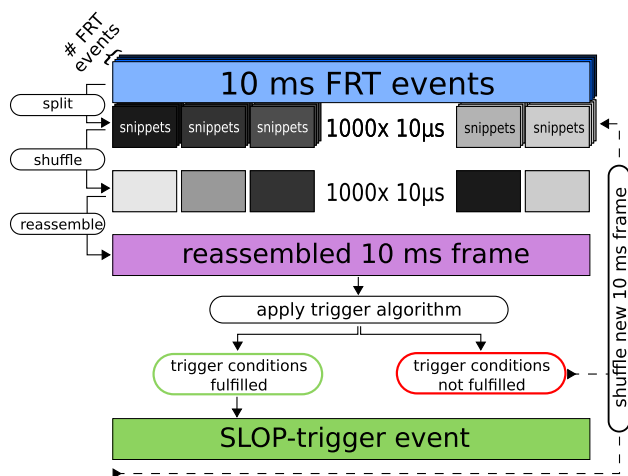 # FRT
events
10 ms FRT events
split
snippets snippets snippets 1000x 10µs snippets snippets
shuffle
1000x 10µs
reassemble
reassembled 10 ms frame
apply trigger algorithm
trigger conditions
fulfilled
trigger conditions
not fulfilled
shuffle new 10 ms frame
SLOP-trigger event